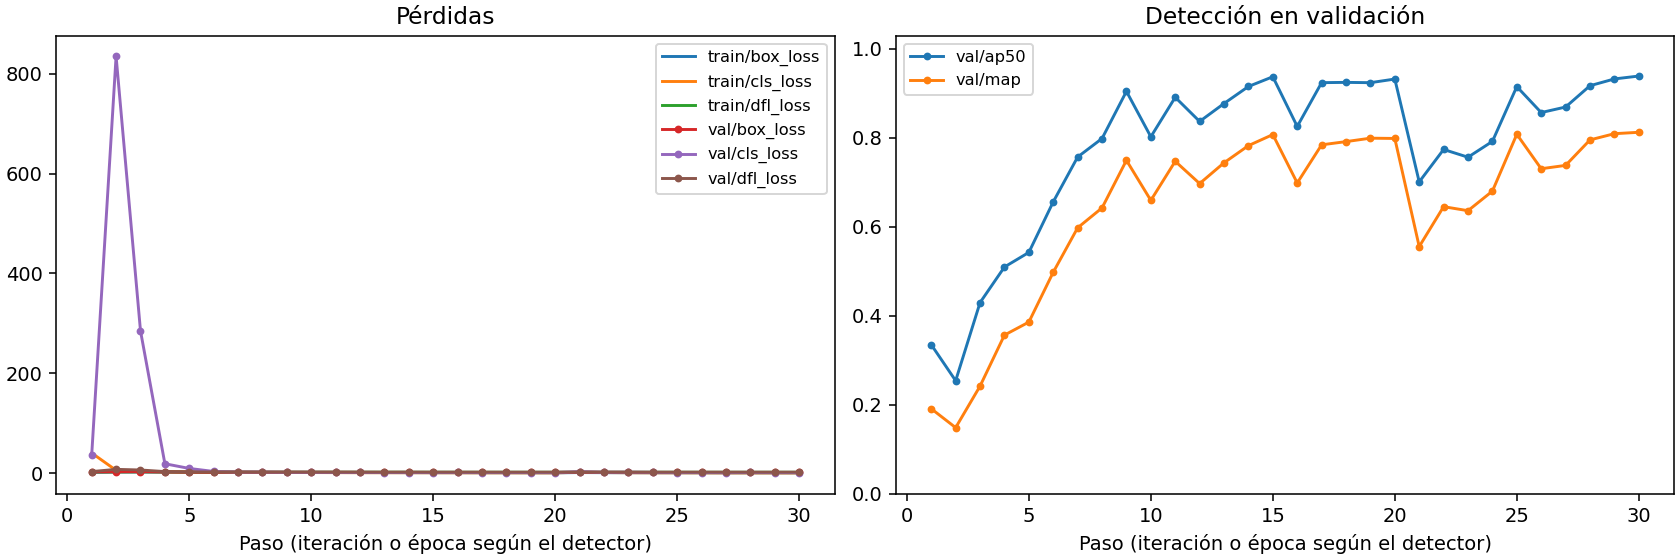 Pérdidas
800
600
400
200
0
0 5 10 15 20 25 30
Paso (iteración o época según el detector)
train/box_loss
train/cls_loss
train/dfl_loss
val/box_loss
val/cls_loss
val/dfl_loss
Detección en validación
1.0
0.8
0.6
0.4
0.2
0.0
0 5 10 15 20 25 30
Paso (iteración o época según el detector)
val/ap50
val/map